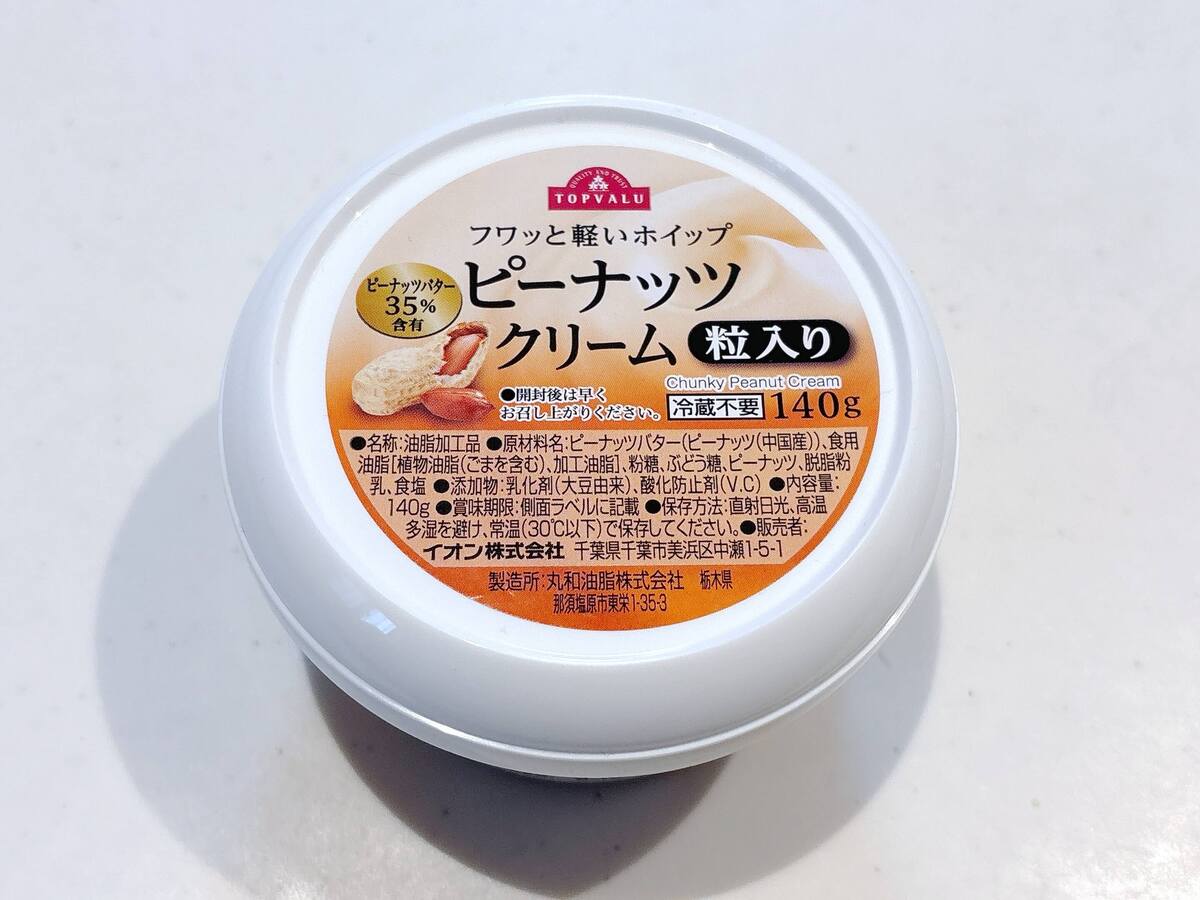 QUALITY AND TRUST
TOPVALU
フワッと軽いホイップ
ピーナッツバター
35%
含有
ピーナッツ
クリーム 粒入り
Chunky Peanut Cream
●開封後は早く
お召し上がりください。
冷蔵不要 140g
●名称:油脂加工品 ●原材料名:ピーナッツバター(ピーナッツ(中国産))、食用
油脂[植物油脂(ごまを含む)、加工油脂]、粉糖、ぶどう糖、ピーナッツ、脱脂粉
乳、食塩 ●添加物:乳化剤(大豆由来)、酸化防止剤(V.C) ●内容量:
140g ●賞味期限:側面ラベルに記載 ●保存方法:直射日光、高温
多湿を避け、常温(30℃以下)で保存してください。●販売者:
イオン株式会社 千葉県千葉市美浜区中瀬1-5-1
製造所:丸和油脂株式会社 栃木県
那須塩原市東栄1-35-3